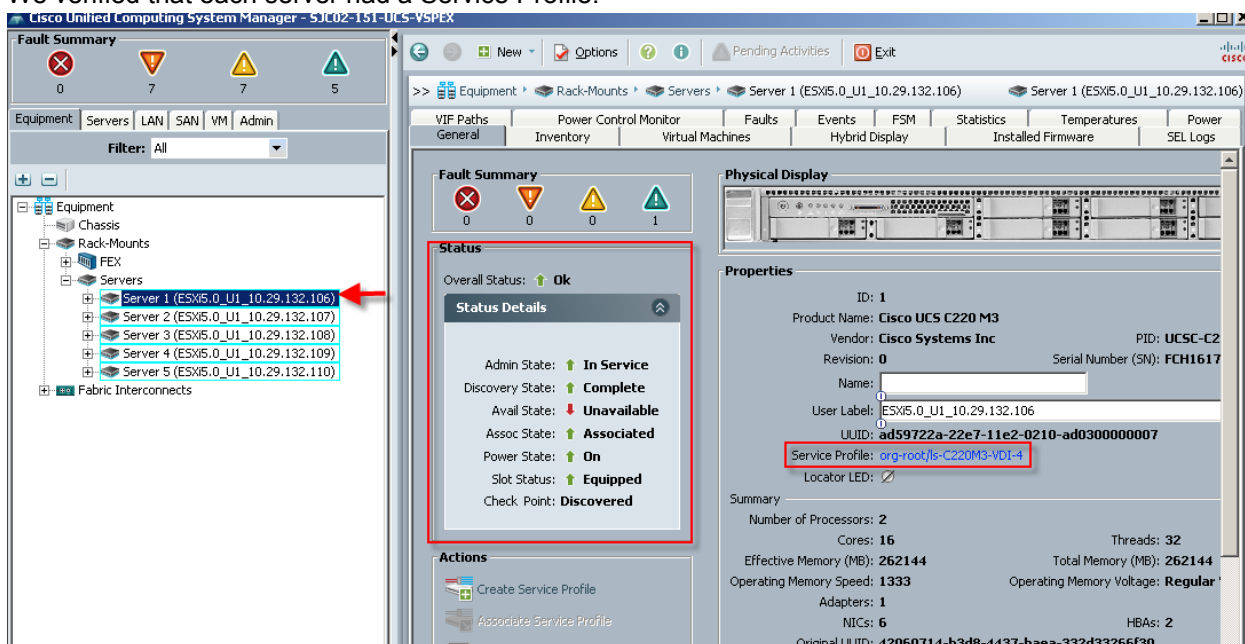 We verified that each server had a Service Profile.
Cisco Unified Computing System Manager - SJC02-151-UCS-VSPEX
Fault Summary
0 7 7 5
New Options Pending Activities Exit
>> Equipment Rack-Mounts Servers Server 1 (ESXi5.0_U1_10.29.132.106) Server 1 (ESXi5.0_U1_10.29.132.106)
Equipment Servers LAN SAN VM Admin
Filter: All
Equipment
Chassis
Rack-Mounts
FEX
Servers
Server 1 (ESXi5.0_U1_10.29.132.106)
Server 2 (ESXi5.0_U1_10.29.132.107)
Server 3 (ESXi5.0_U1_10.29.132.108)
Server 4 (ESXi5.0_U1_10.29.132.109)
Server 5 (ESXi5.0_U1_10.29.132.110)
Fabric Interconnects
VIF Paths Power Control Monitor Faults Events FSM Statistics Temperatures Power
General Inventory Virtual Machines Hybrid Display Installed Firmware SEL Logs
Fault Summary
0 0 0 1
Status
Overall Status: Ok
Status Details
Admin State: In Service
Discovery State: Complete
Avail State: Unavailable
Assoc State: Associated
Power State: On
Slot Status: Equipped
Check Point: Discovered
Actions
Create Service Profile
Associate Service Profile
Physical Display
Properties
ID: 1
Product Name: Cisco UCS C220 M3
Vendor: Cisco Systems Inc PID: UCSC-C2
Revision: 0 Serial Number (SN): FCH1617
Name:
User Label: ESXi5.0_U1_10.29.132.106
UUID: ad59722a-22e7-11e2-0210-ad0300000007
Service Profile: org-root/ls-C220M3-VDI-4
Locator LED:
Summary
Number of Processors: 2
Cores: 16 Threads: 32
Effective Memory (MB): 262144 Total Memory (MB): 262144
Operating Memory Speed: 1333 Operating Memory Voltage: Regular
Adapters: 1
NICs: 6 HBAs: 2
Original UUID: 42060714-b3d8-4437-baea-332d33266f30